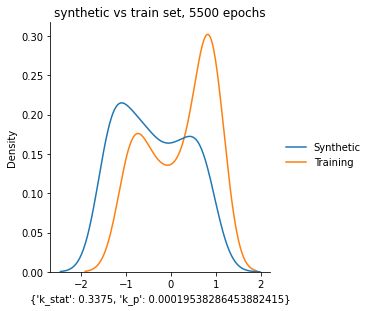 synthetic vs train set, 5500 epochs
0.30
0.25
0.20
0.15
0.10
0.05
0.00
Density
−2
−1
0
1
2
{'k_stat': 0.3375, 'k_p': 0.00019538286453882415}
Synthetic
Training